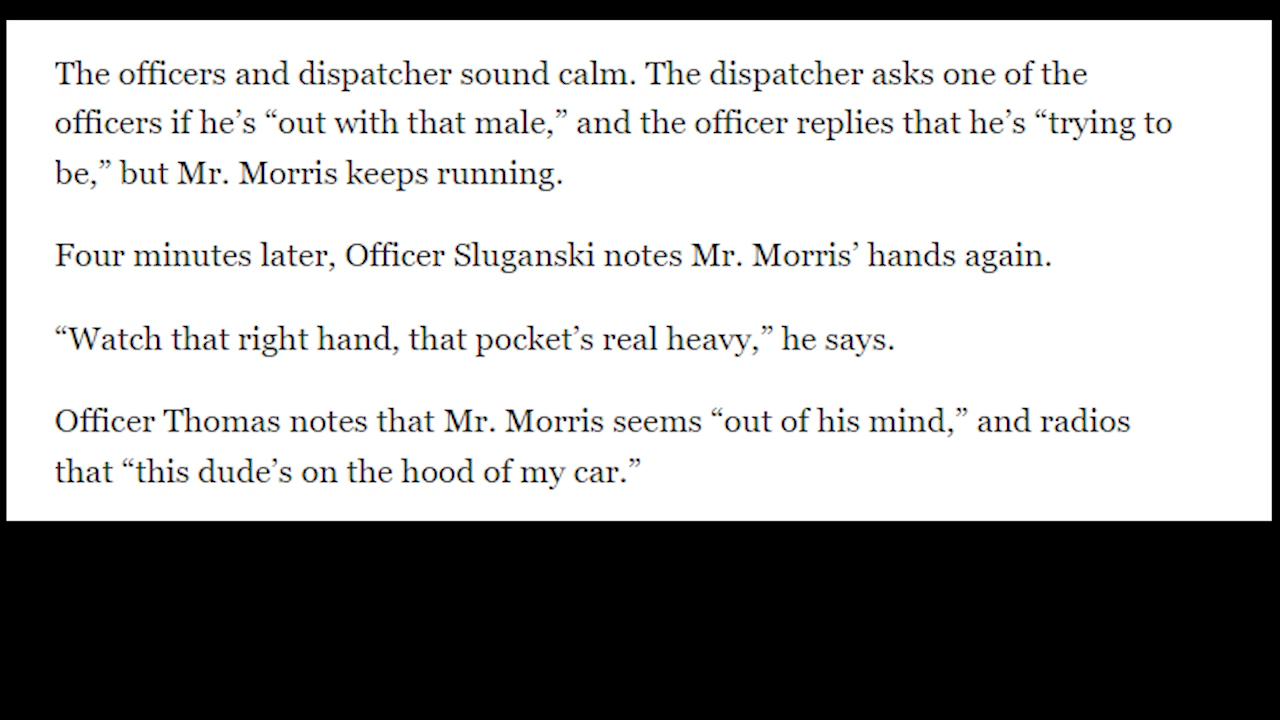 The officers and dispatcher sound calm. The dispatcher asks one of the
officers if he’s “out with that male,” and the officer replies that he’s “trying to
be,” but Mr. Morris keeps running.
Four minutes later, Officer Sluganski notes Mr. Morris’ hands again.
“Watch that right hand, that pocket’s real heavy,” he says.
Officer Thomas notes that Mr. Morris seems “out of his mind,” and radios
that “this dude’s on the hood of my car.”